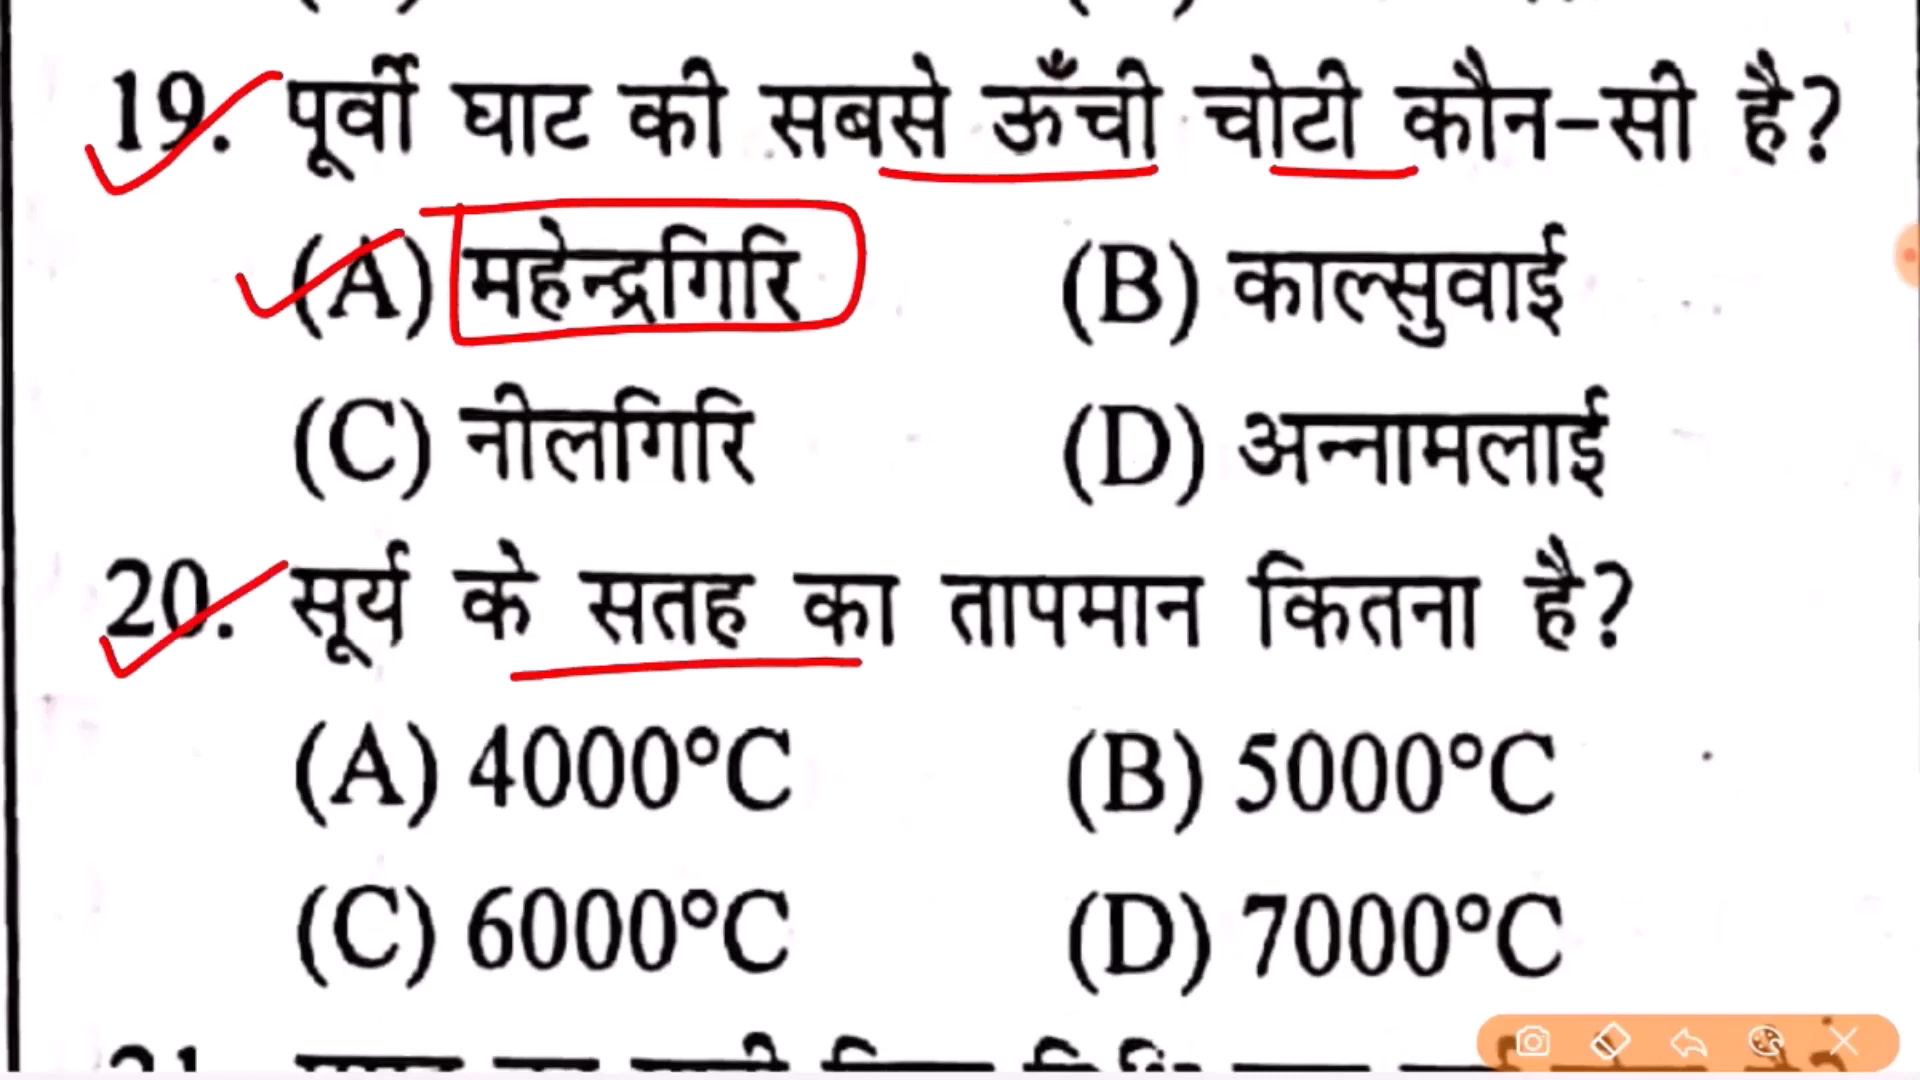 19. पूर्वी घाट की सबसे ऊँची चोटी कौन-सी है?
(A) महेन्द्रगिरि (B) काल्सुवाई
(C) नीलगिरि (D) अन्नामलाई
20. सूर्य के सतह का तापमान कितना है?
(A) 4000°C (B) 5000°C
(C) 6000°C (D) 7000°C